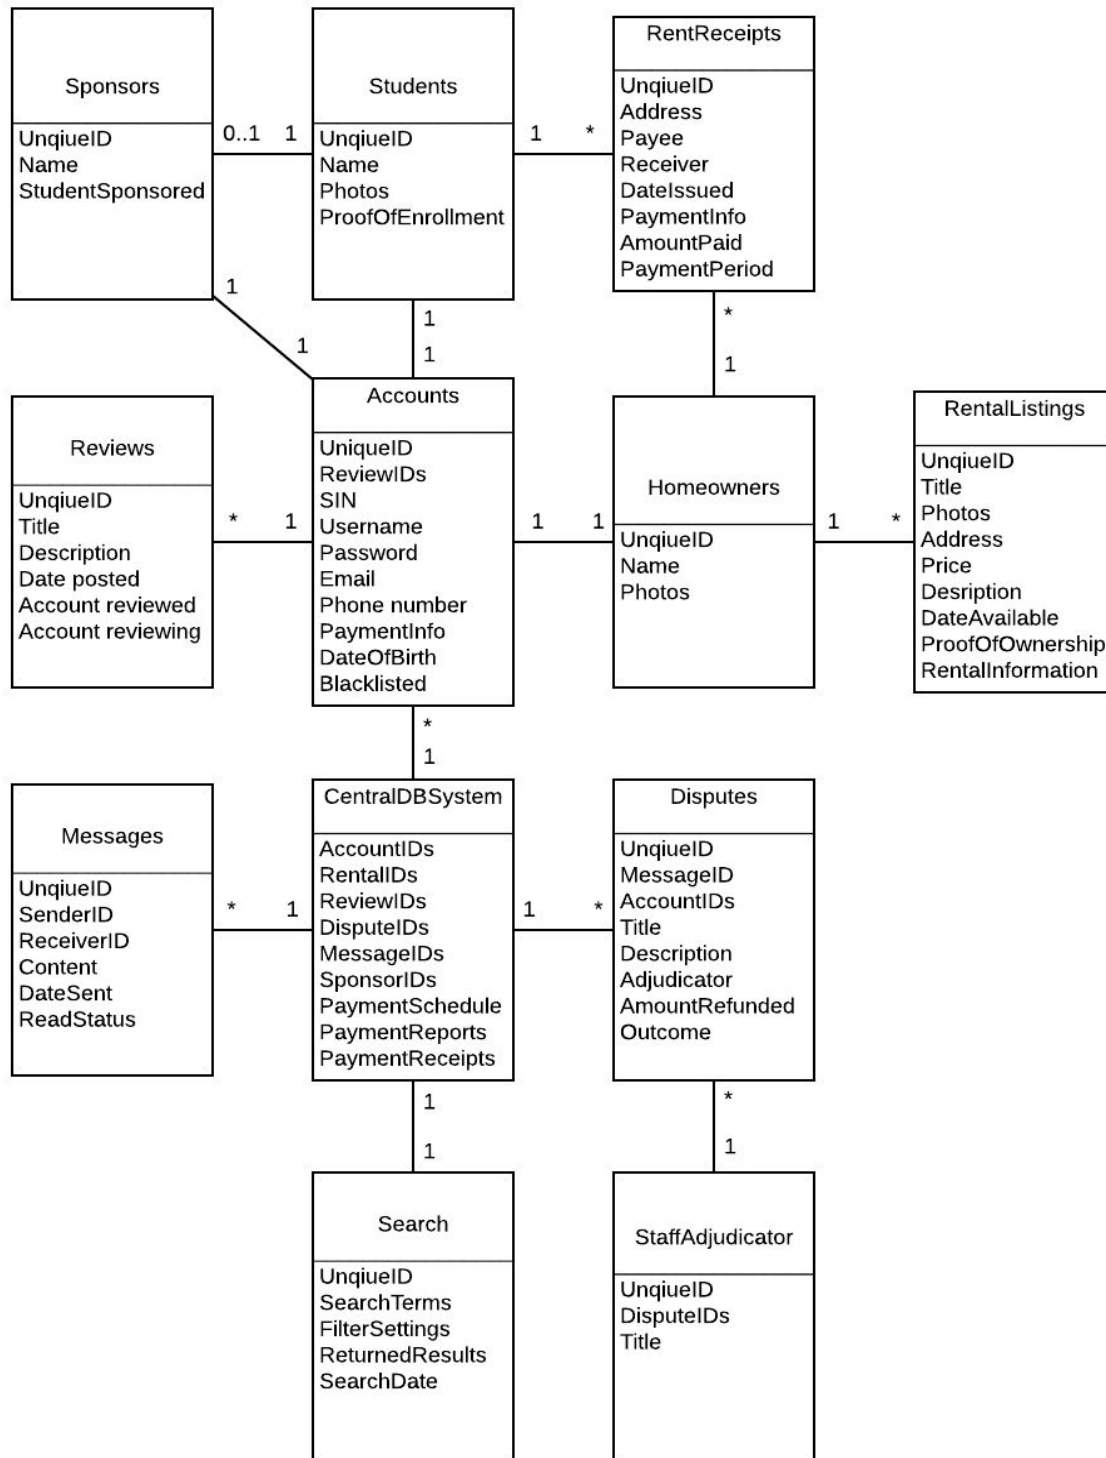 Sponsors
UnqiueID
Name
StudentSponsored
0..1
1
Students
UnqiueID
Name
Photos
ProofOfEnrollment
1
*
RentReceipts
UnqiueID
Address
Payee
Receiver
DateIssued
PaymentInfo
AmountPaid
PaymentPeriod
1
1
1
1
*
1
Reviews
UnqiueID
Title
Description
Date posted
Account reviewed
Account reviewing
*
1
Accounts
UniqueID
ReviewIDs
SIN
Username
Password
Email
Phone number
PaymentInfo
DateOfBirth
Blacklisted
1
1
Homeowners
UnqiueID
Name
Photos
1
*
RentalListings
UnqiueID
Title
Photos
Address
Price
Desription
DateAvailable
ProofOfOwnership
RentalInformation
*
1
Messages
UnqiueID
SenderID
ReceiverID
Content
DateSent
ReadStatus
*
1
CentralDBSystem
AccountIDs
RentalIDs
ReviewIDs
DisputeIDs
MessageIDs
SponsorIDs
PaymentSchedule
PaymentReports
PaymentReceipts
1
*
Disputes
UnqiueID
MessageID
AccountIDs
Title
Description
Adjudicator
AmountRefunded
Outcome
1
1
*
1
Search
UnqiueID
SearchTerms
FilterSettings
ReturnedResults
SearchDate
StaffAdjudicator
UnqiueID
DisputeIDs
Title